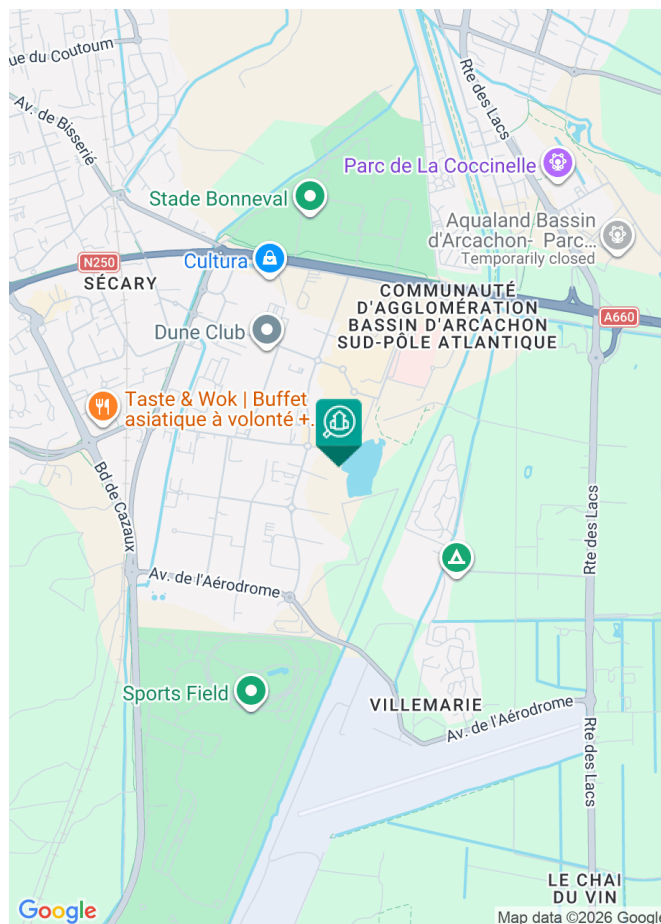 ue du Coutoum
Av. de Bisserié
Rte des Lacs
Parc de La Coccinelle
Stade Bonneval
Aqualand Bassin
d'Arcachon- Parc...
Temporarily closed
N250
Cultura
SÉCARY
COMMUNAUTÉ
D'AGGLOMÉRATION
BASSIN D'ARCACHON
SUD-PÔLE ATLANTIQUE
A660
Dune Club
Taste & Wok | Buffet
asiatique à volonté +...
Bd de Cazaux
Rte des Lacs
Av. de l'Aérodrome
Sports Field
VILLEMARIE
Av. de l'Aérodrome
Rte des Lacs
LE CHAI
DU VIN
Google
Map data ©2026 Google